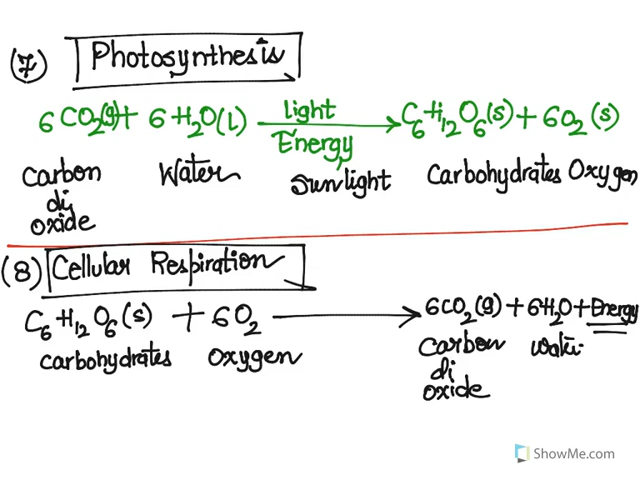 (7) Photosynthesis
6CO₂(g) + 6H₂O(l) light Energy → C₆H₁₂O₆(s) + 6O₂(s)
Carbon di oxide Water Sunlight Carbohydrates Oxygen
(8) Cellular Respiration
C₆H₁₂O₆(s) + 6O₂ → 6CO₂(g) + 6H₂O + Energy
carbohydrates oxygen Carbon di oxide water
ShowMe.com